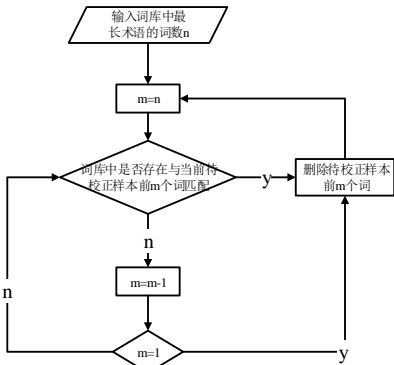 输入词库中最
长术语的词数n
m=n
词库中是否存在与当前待
校正样本前m个词匹配
y
删除待校正样本
前m个词
n
m=m-1
n
m=1
y